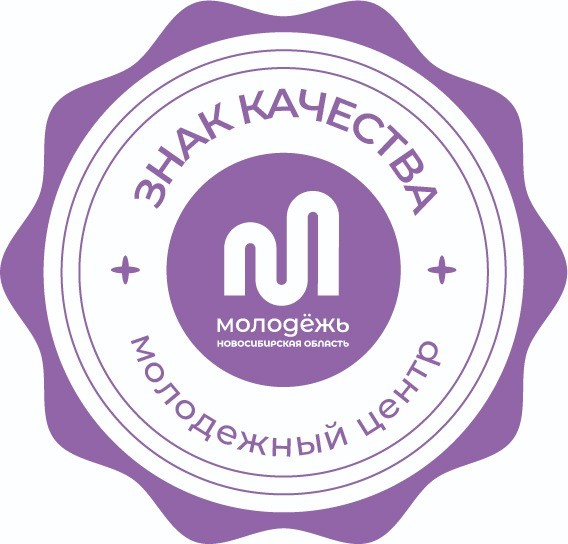 ЗНАК КАЧЕСТВА
молодёжь
НОВОСИБИРСКАЯ ОБЛАСТЬ
молодежный центр